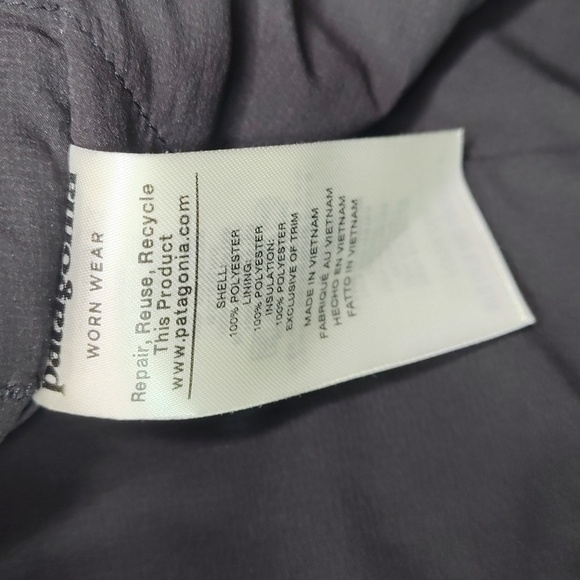 patagonia
WORN WEAR
Repair, Reuse, Recycle
This Product
www.patagonia.com
SHELL:
100% POLYESTER
LINING:
100% POLYESTER
INSULATION:
100% POLYESTER
EXCLUSIVE OF TRIM
MADE IN VIETNAM
FABRIQUÉ AU VIETNAM
HECHO EN VIETNAM
FATTO IN VIETNAM